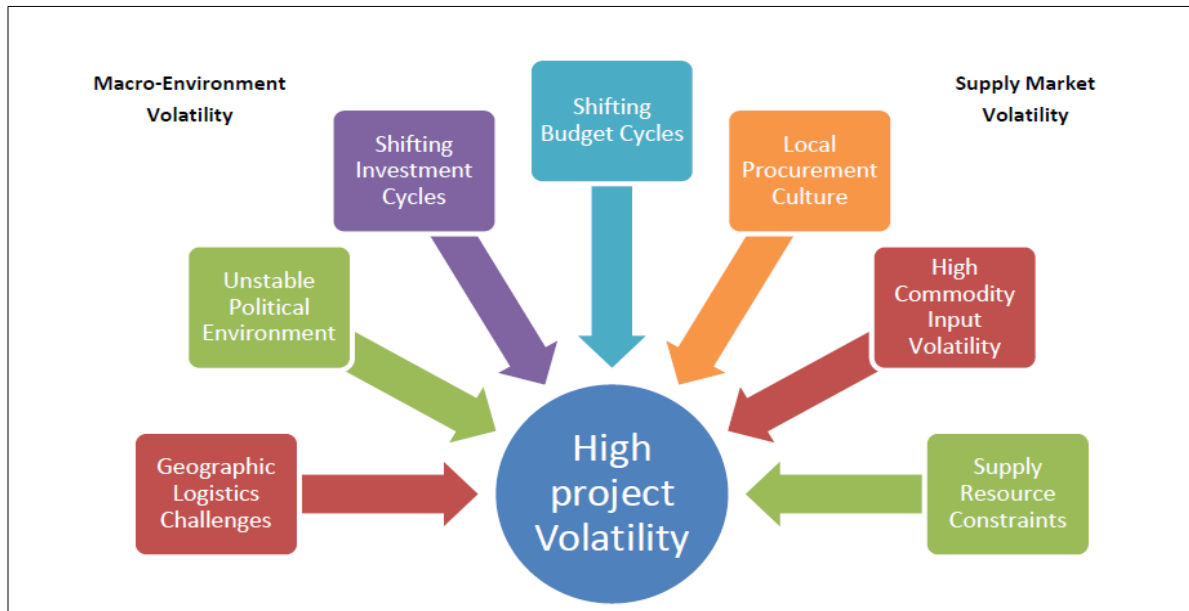 Macro-Environment
Volatility
Supply Market
Volatility
Shifting
Budget Cycles
Shifting
Investment
Cycles
Local
Procurement
Culture
Unstable
Political
Environment
High
Commodity
Input
Volatility
Geographic
Logistics
Challenges
High
project
Volatility
Supply
Resource
Constraints